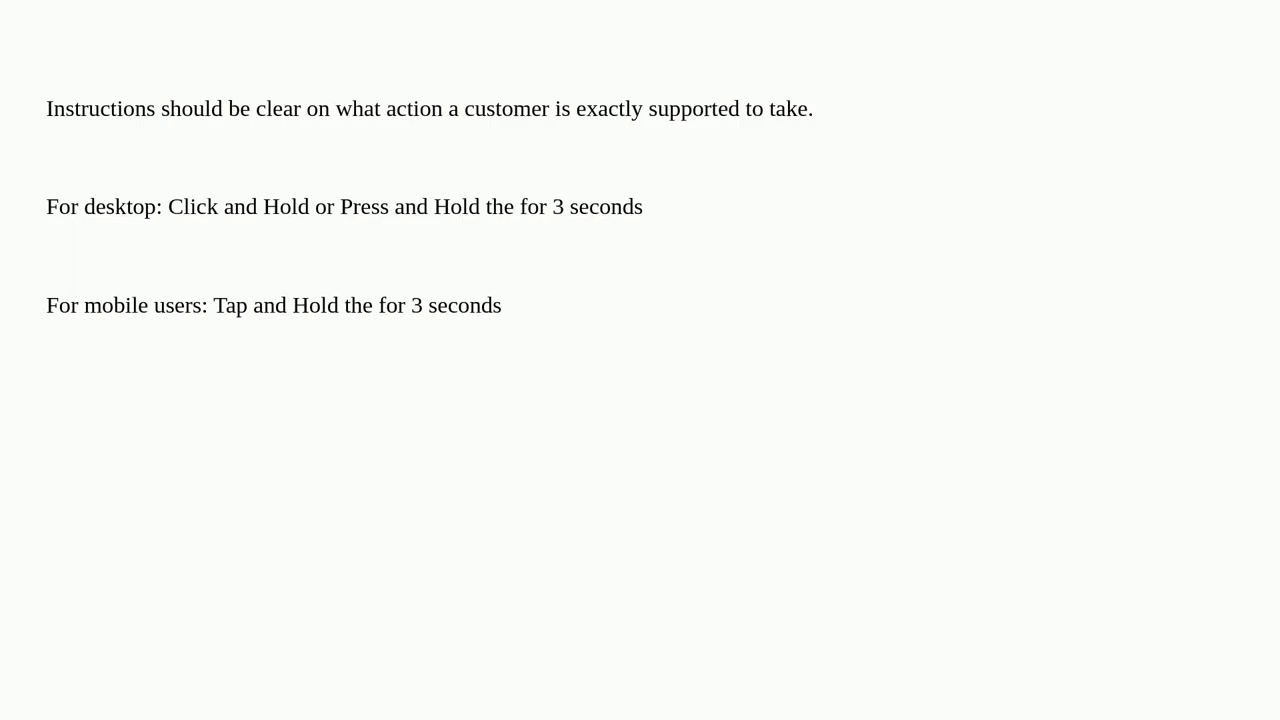 Instructions should be clear on what action a customer is exactly supported to take.
For desktop: Click and Hold or Press and Hold the for 3 seconds
For mobile users: Tap and Hold the for 3 seconds